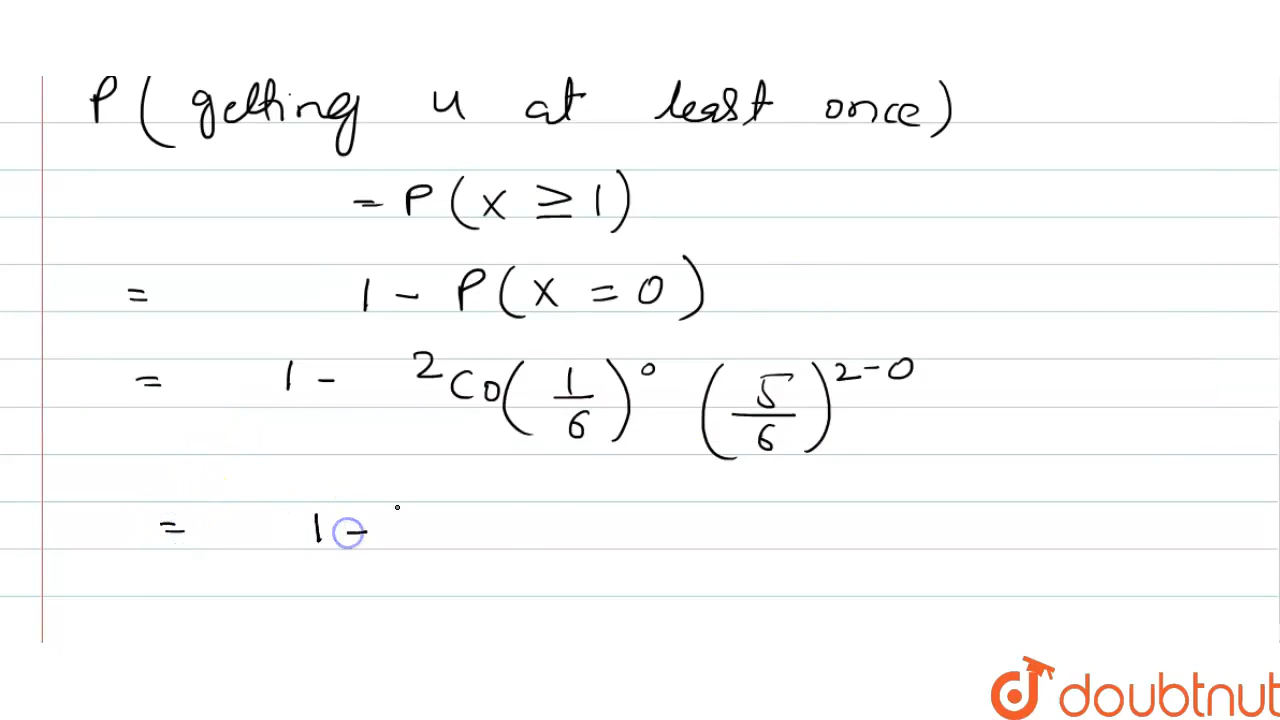 P( getting 4 at least once)
= P( x ≥ 1)
= 1 - P( x = 0 )
= 1 - ²C0( 1/6 )⁰ ( 5/6 )²⁻⁰
= 1 -
doubtnut